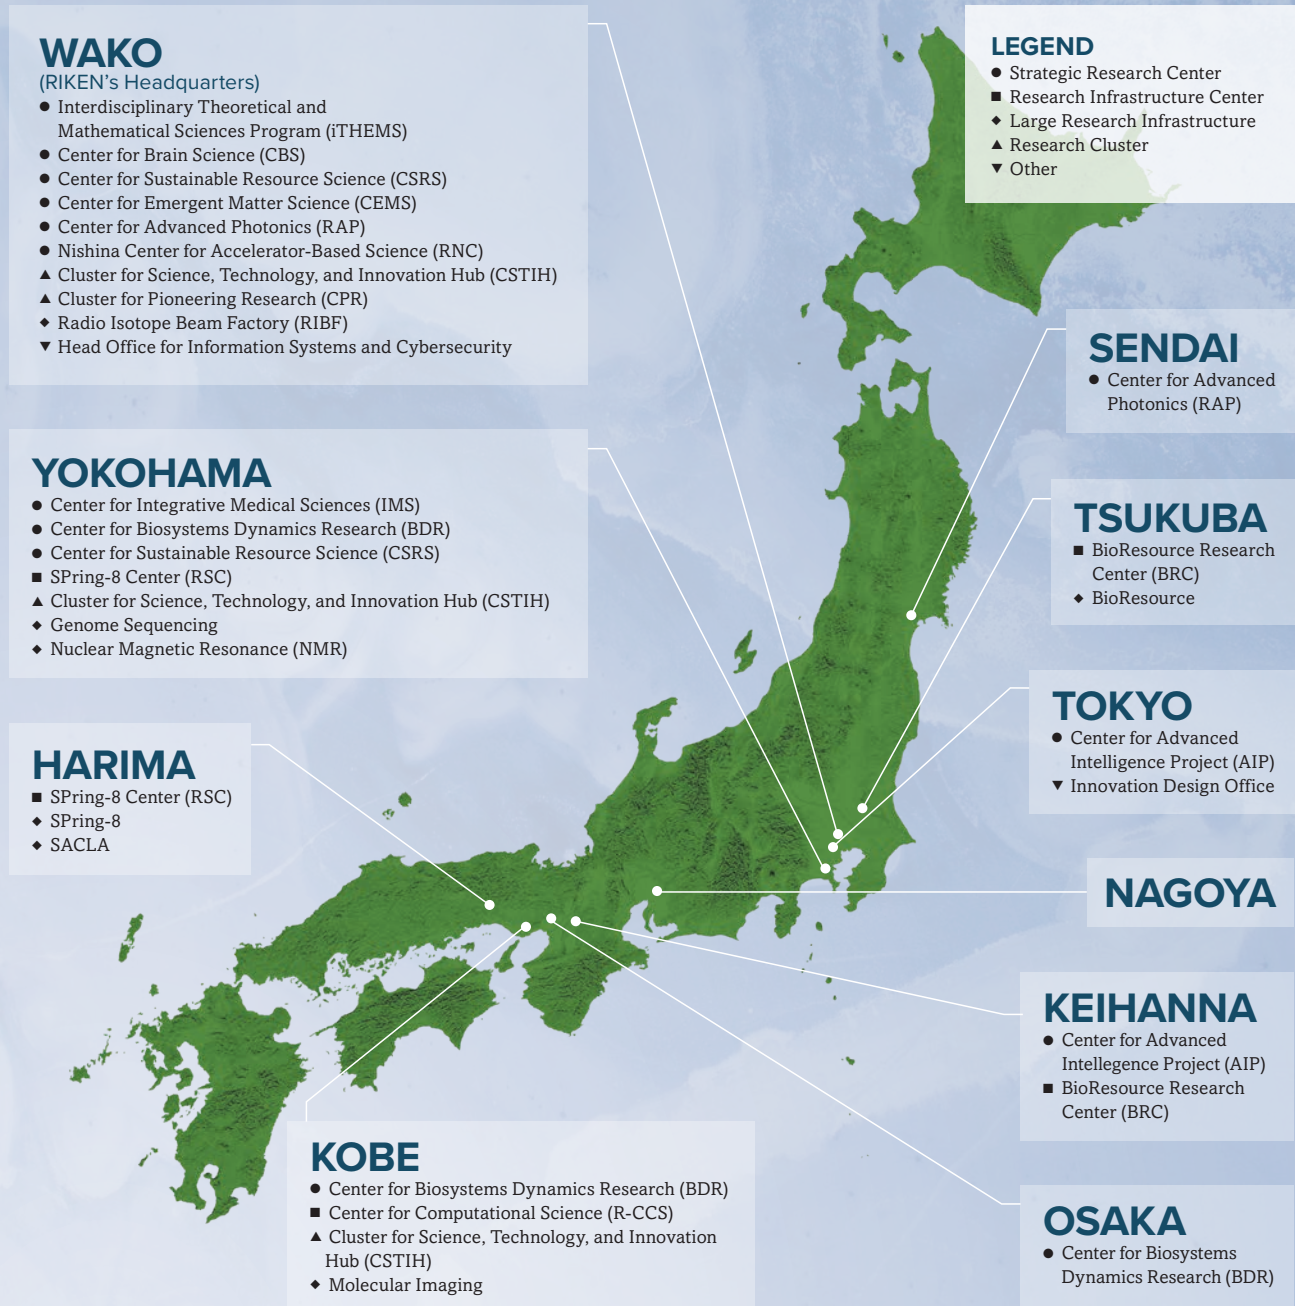 WAKO
(RIKEN's Headquarters)
● Interdisciplinary Theoretical and
Mathematical Sciences Program (iTHEMS)
● Center for Brain Science (CBS)
● Center for Sustainable Resource Science (CSRS)
● Center for Emergent Matter Science (CEMS)
● Center for Advanced Photonics (RAP)
● Nishina Center for Accelerator-Based Science (RNC)
▲ Cluster for Science, Technology, and Innovation Hub (CSTIH)
▲ Cluster for Pioneering Research (CPR)
◆ Radio Isotope Beam Factory (RIBF)
▼ Head Office for Information Systems and Cybersecurity
LEGEND
● Strategic Research Center
■ Research Infrastructure Center
◆ Large Research Infrastructure
▲ Research Cluster
▼ Other
SENDAI
● Center for Advanced
Photonics (RAP)
YOKOHAMA
● Center for Integrative Medical Sciences (IMS)
● Center for Biosystems Dynamics Research (BDR)
● Center for Sustainable Resource Science (CSRS)
■ SPring-8 Center (RSC)
▲ Cluster for Science, Technology, and Innovation Hub (CSTIH)
◆ Genome Sequencing
◆ Nuclear Magnetic Resonance (NMR)
TSUKUBA
■ BioResource Research
Center (BRC)
◆ BioResource
TOKYO
● Center for Advanced
Intelligence Project (AIP)
▼ Innovation Design Office
HARIMA
■ SPring-8 Center (RSC)
◆ SPring-8
◆ SACLA
NAGOYA
KEIHANNA
● Center for Advanced
Intellegence Project (AIP)
■ BioResource Research
Center (BRC)
KOBE
● Center for Biosystems Dynamics Research (BDR)
■ Center for Computational Science (R-CCS)
▲ Cluster for Science, Technology, and Innovation
Hub (CSTIH)
◆ Molecular Imaging
OSAKA
● Center for Biosystems
Dynamics Research (BDR)